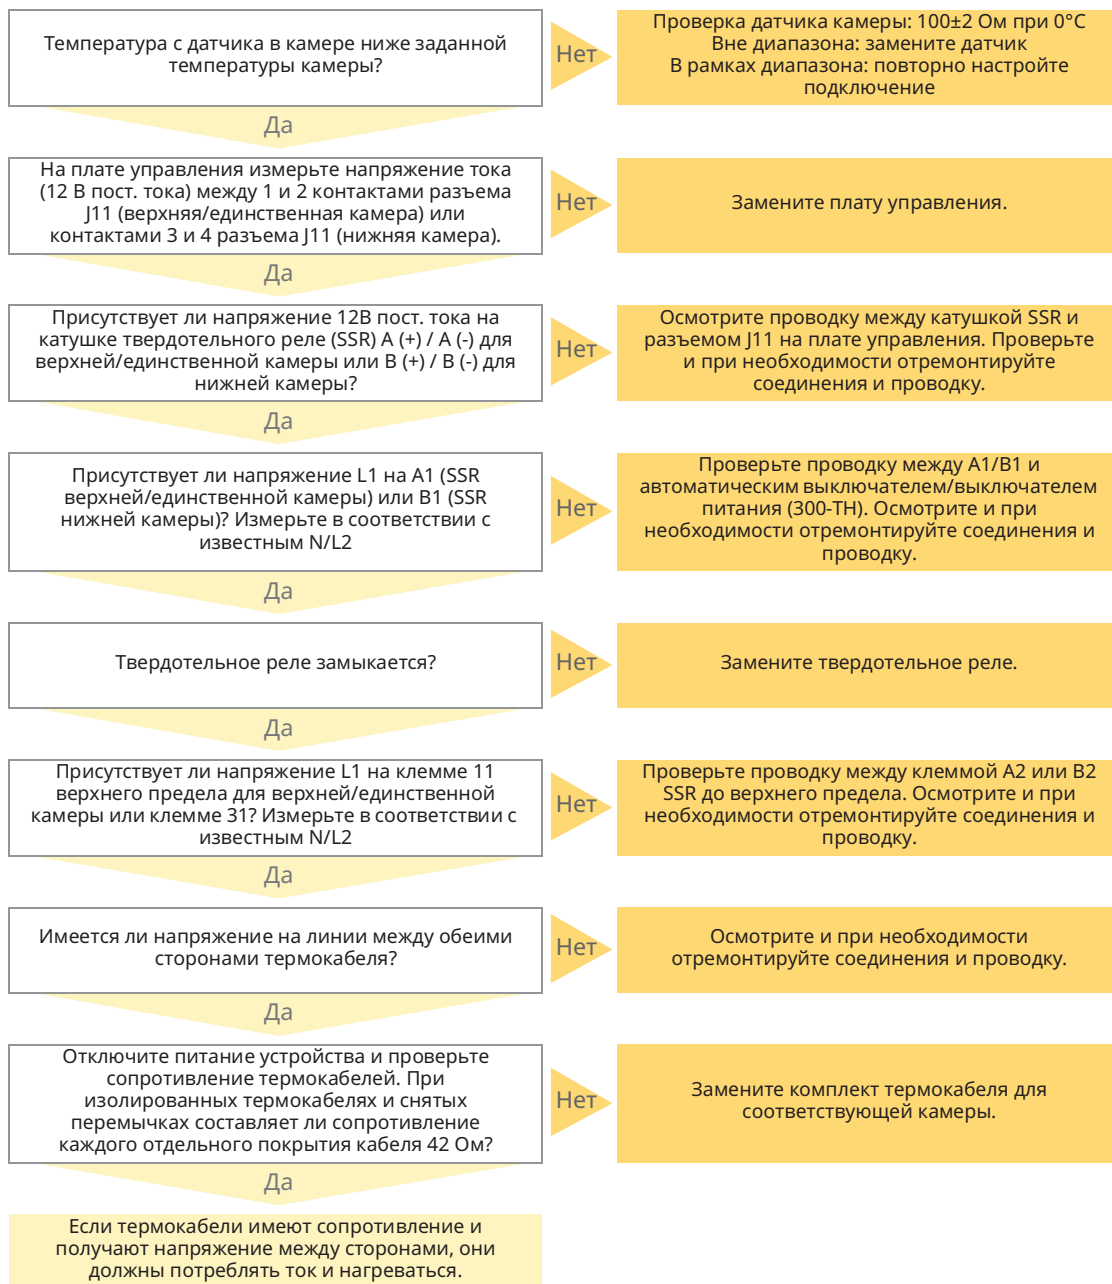 Температура с датчика в камере ниже заданной
температуры камеры?
Нет
Проверка датчика камеры: 100±2 Ом при 0°C
Вне диапазона: замените датчик
В рамках диапазона: повторно настройте
подключение
Да
На плате управления измерьте напряжение тока
(12 В пост. тока) между 1 и 2 контактами разъема
J11 (верхняя/единственная камера) или
контактами 3 и 4 разъема J11 (нижняя камера).
Нет
Замените плату управления.
Да
Присутствует ли напряжение 12В пост. тока на
катушке твердотельного реле (SSR) A (+) / A (-) для
верхней/единственной камеры или B (+) / B (-) для
нижней камеры?
Нет
Осмотрите проводку между катушкой SSR и
разъемом J11 на плате управления. Проверьте
и при необходимости отремонтируйте
соединения и проводку.
Да
Присутствует ли напряжение L1 на A1 (SSR
верхней/единственной камеры) или B1 (SSR
нижней камеры)? Измерьте в соответствии с
известным N/L2
Нет
Проверьте проводку между A1/B1 и
автоматическим выключателем/выключателем
питания (300-TH). Осмотрите и при
необходимости отремонтируйте соединения и
проводку.
Да
Твердотельное реле замыкается?
Нет
Замените твердотельное реле.
Да
Присутствует ли напряжение L1 на клемме 11
верхнего предела для верхней/единственной
камеры или клемме 31? Измерьте в соответствии с
известным N/L2
Нет
Проверьте проводку между клеммой A2 или B2
SSR до верхнего предела. Осмотрите и при
необходимости отремонтируйте соединения и
проводку.
Да
Имеется ли напряжение на линии между обеими
сторонами термокабеля?
Нет
Осмотрите и при необходимости
отремонтируйте соединения и проводку.
Да
Отключите питание устройства и проверьте
сопротивление термокабелей. При
изолированных термокабелях и снятых
перемычках составляет ли сопротивление
каждого отдельного покрытия кабеля 42 Ом?
Нет
Замените комплект термокабеля для
соответствующей камеры.
Да
Если термокабели имеют сопротивление и
получают напряжение между сторонами, они
должны потреблять ток и нагреваться.